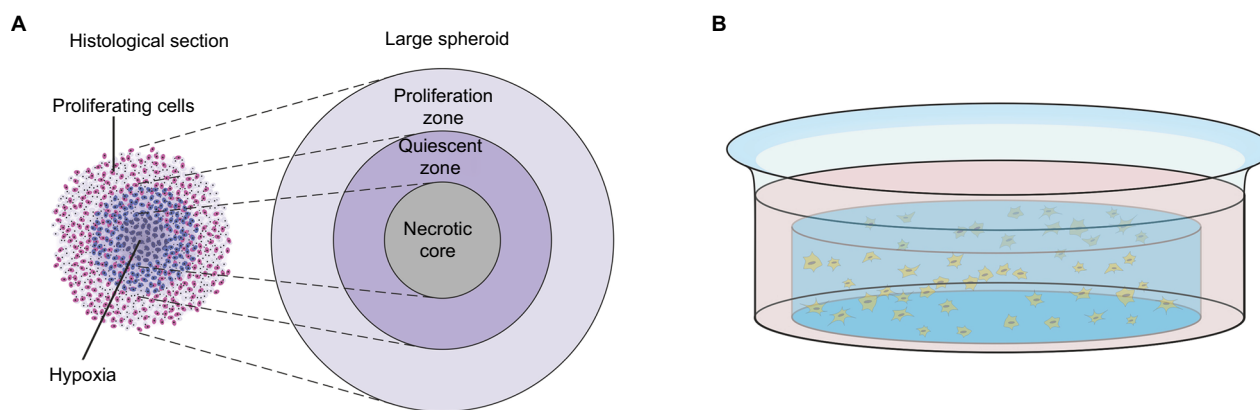 A
Histological section
Proliferating cells
Hypoxia
Large spheroid
Proliferation
zone
Quiescent
zone
Necrotic
core
B